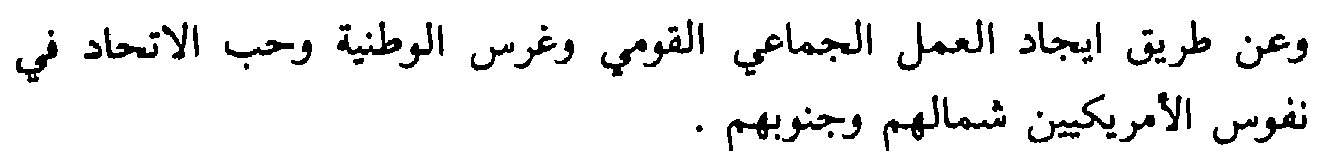 وعن طريق ايجاد العمل الجماعي القومي وغرس الوطنية وحب الاتحاد في
نفوس الأمريكيين شمالهم وجنوبهم .